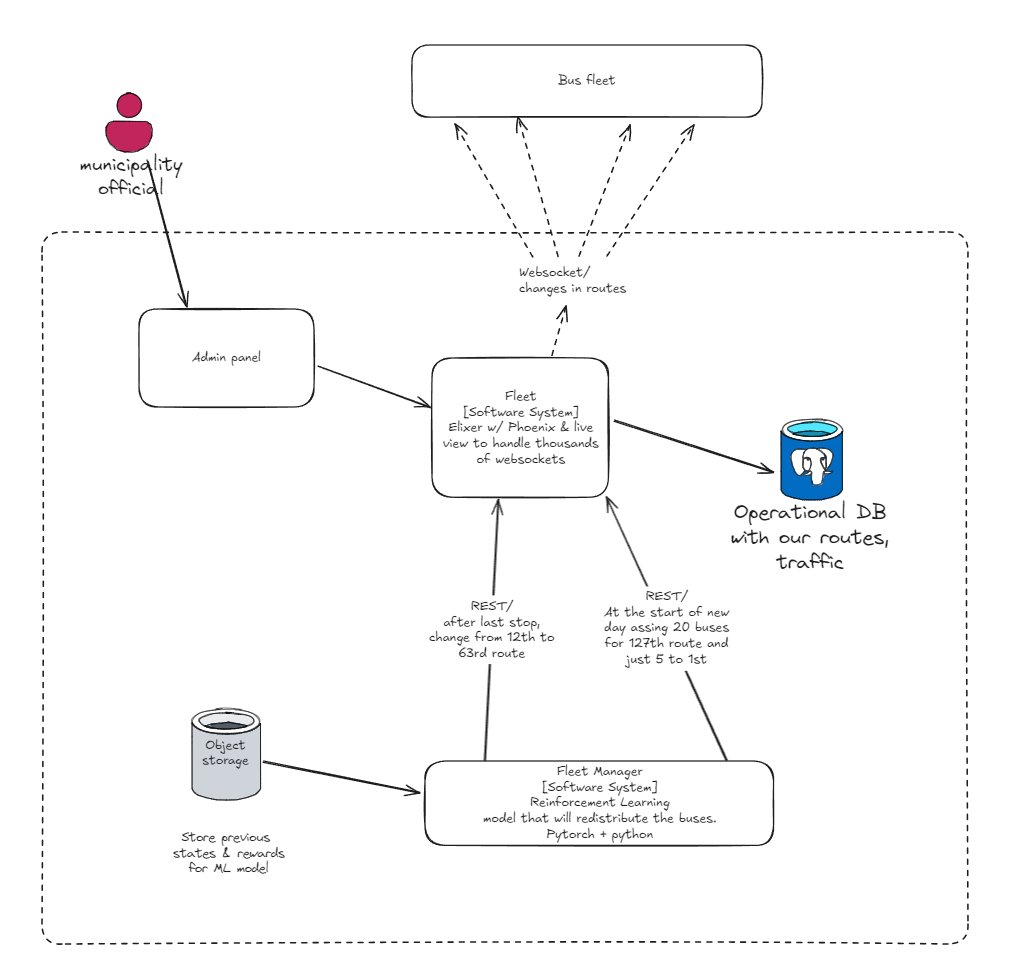 Bus fleet
municipality
official
Websocket/
changes in routes
Admin panel
Fleet
[Software System]
Elixer w/ Phoenix & live
view to handle thousands
of websockets
Operational DB
with our routes,
traffic
REST/
after last stop,
change from 12th to
63rd route
REST/
At the start of new
day assing 20 buses
for 127th route and
just 5 to 1st
Object
storage
Store previous
states & rewards
for ML model
Fleet Manager
[Software System]
Reinforcement Learning
model that will redistribute the buses.
Pytorch + python